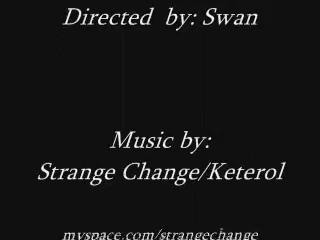 Directed by: Swan
Music by:
Strange Change/Keterol
myspace.com/strangechange